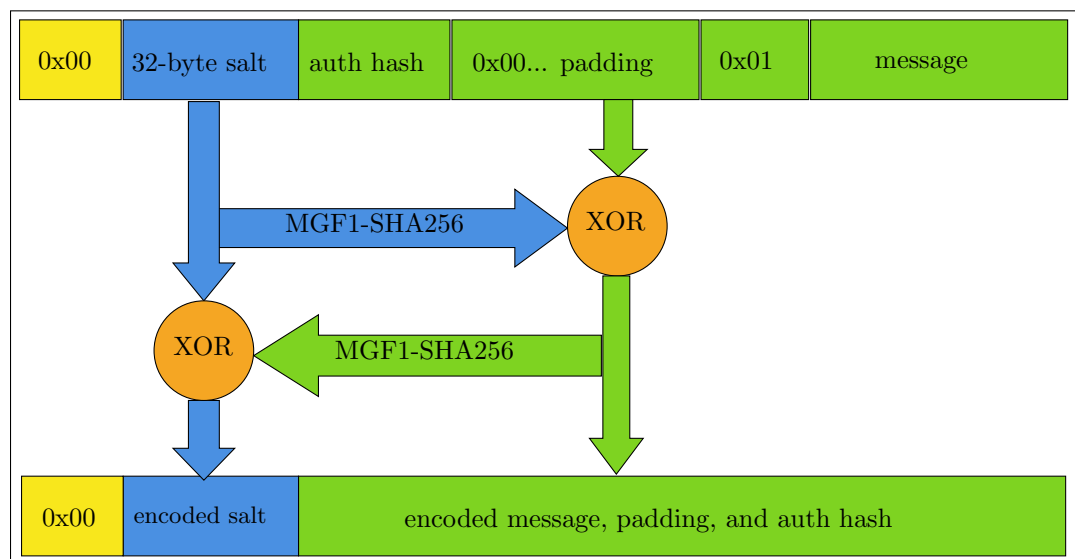 0x00 32-byte salt auth hash 0x00... padding 0x01 message
MGF1-SHA256 XOR
XOR MGF1-SHA256
0x00 encoded salt encoded message, padding, and auth hash